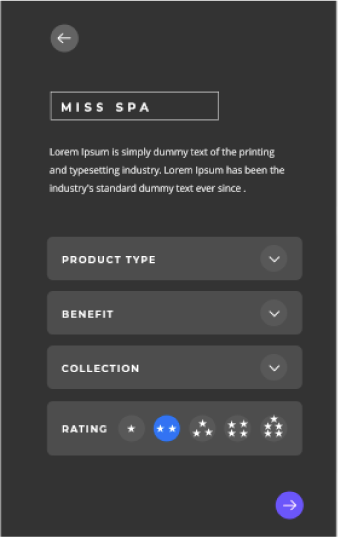 MISS SPA
Lorem Ipsum is simply dummy text of the printing
and typesetting industry. Lorem Ipsum has been the
industry's standard dummy text ever since .
PRODUCT TYPE
BENEFIT
COLLECTION
RATING